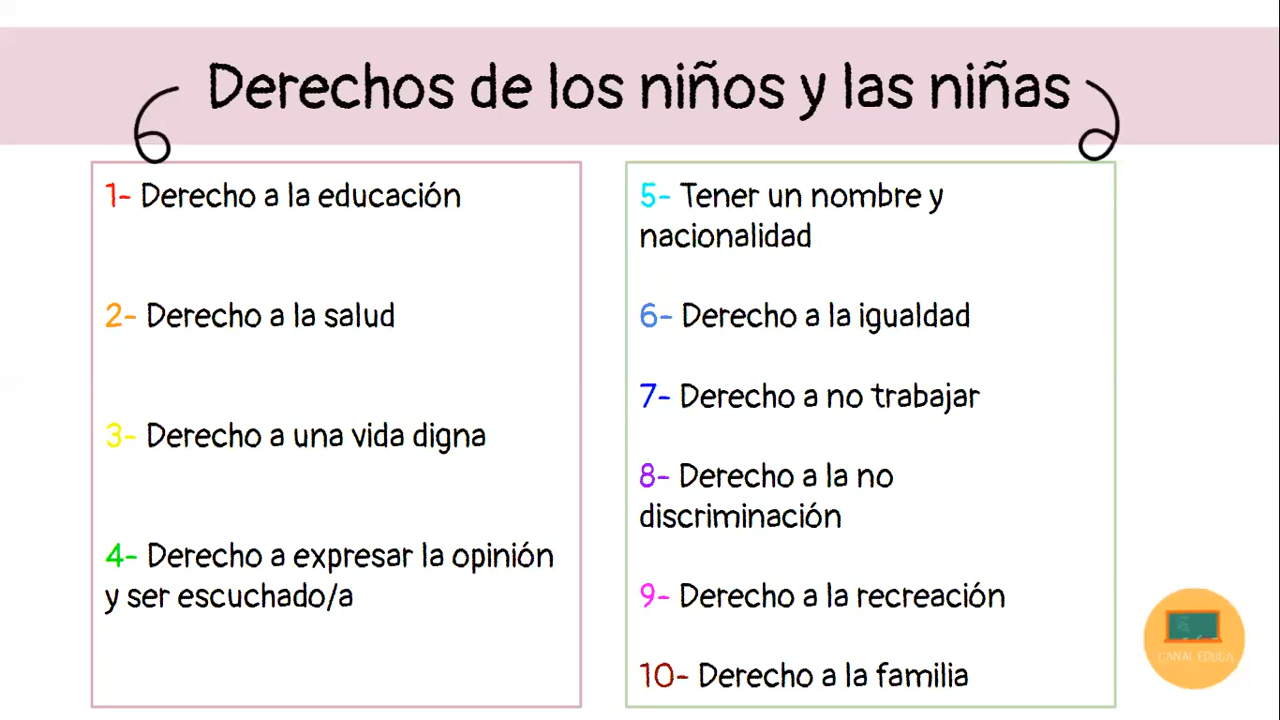 Derechos de los niños y las niñas
1- Derecho a la educación
2- Derecho a la salud
3- Derecho a una vida digna
4- Derecho a expresar la opinión
y ser escuchado/a
5- Tener un nombre y
nacionalidad
6- Derecho a la igualdad
7- Derecho a no trabajar
8- Derecho a la no
discriminación
9- Derecho a la recreación
10- Derecho a la familia
CANAL EDUCA